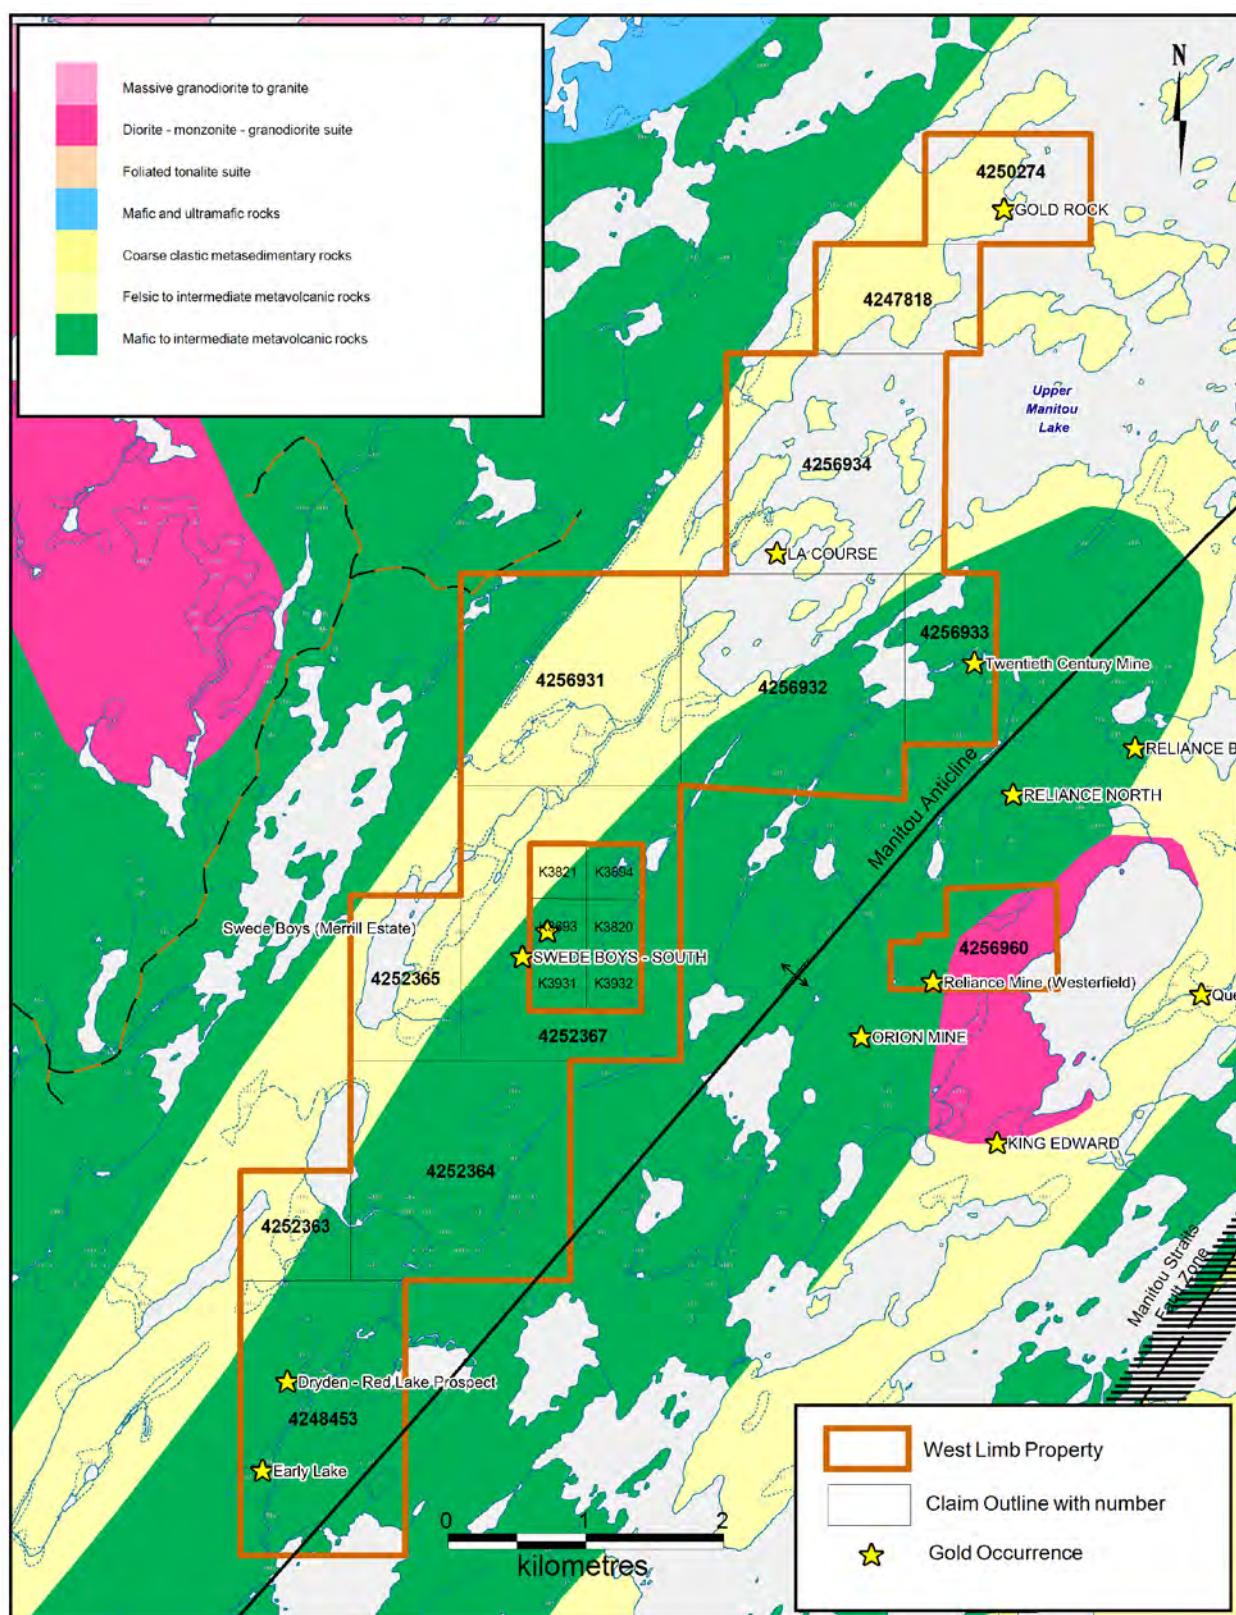 Massive granodiorite to granite
Diorite - monzonite - granodiorite suite
Foliated tonalite suite
Mafic and ultramafic rocks
Coarse clastic metasedimentary rocks
Felsic to intermediate metavolcanic rocks
Mafic to intermediate metavolcanic rocks
N
4250274
GOLD ROCK
4247818
Upper
Manitou
Lake
4256934
LA COURSE
4256933
Twentieth Century Mine
4256931
4256932
RELIANCE B
Manitou Anticline
RELIANCE NORTH
K3821
K3694
Swede Boys (Merrill Estate)
K3820
4256960
SWEDE BOYS - SOUTH
4252365
K3931
K3932
Reliance Mine (Westerfield)
Que
4252367
ORION MINE
KING EDWARD
4252364
4252363
Manitou Straits
Fault Zone
Dryden - Red Lake Prospect
4248453
Early Lake
0 1 2
kilometres
West Limb Property
Claim Outline with number
Gold Occurrence